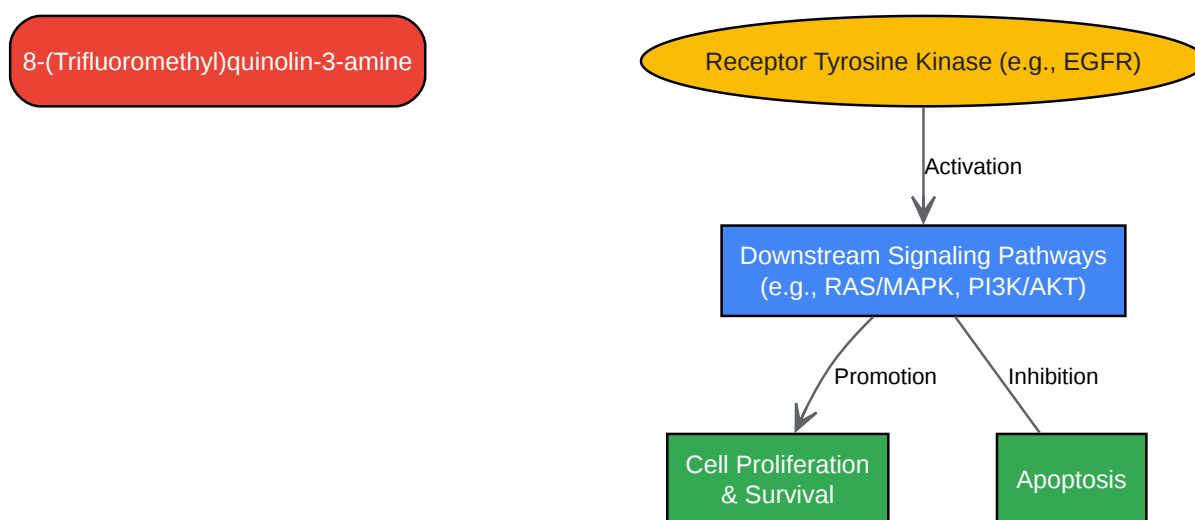 8-(Trifluoromethyl)quinolin-3-amine
Receptor Tyrosine Kinase (e.g., EGFR)
Activation
Downstream Signaling Pathways
(e.g., RAS/MAPK, PI3K/AKT)
Promotion
Inhibition
Cell Proliferation
& Survival
Apoptosis